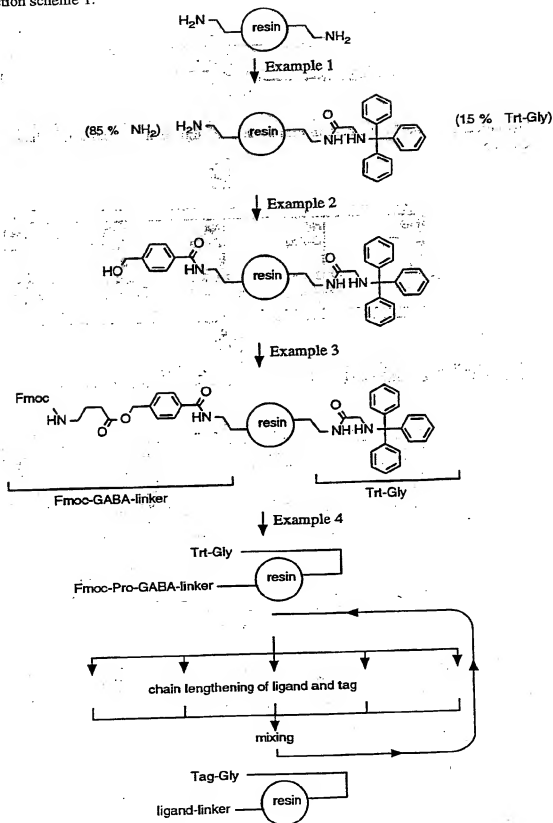 ction scheme 1.
H₂N
resin
NH₂
Example 1
(85 % NH₂)
H₂N
resin
O
NH HN
(15 % Trt-Gly)
Example 2
HO
O
HN
resin
O
NH HN
Example 3
Fmoc
HN
O
O
O
HN
resin
O
NH HN
Fmoc-GABA-linker
Trt-Gly
Example 4
Trt-Gly
resin
Fmoc-Pro-GABA-linker
chain lengthening of ligand and tag
mixing
Tag-Gly
resin
ligand-linker